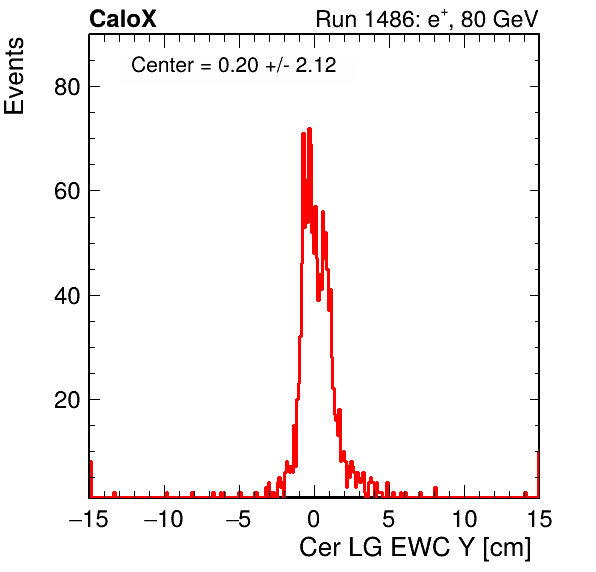 CaloX Run 1486: e⁺, 80 GeV
Center = 0.20 +/- 2.12
Events
80
60
40
20
−15 −10 −5 0 5 10 15
Cer LG EWC Y [cm]